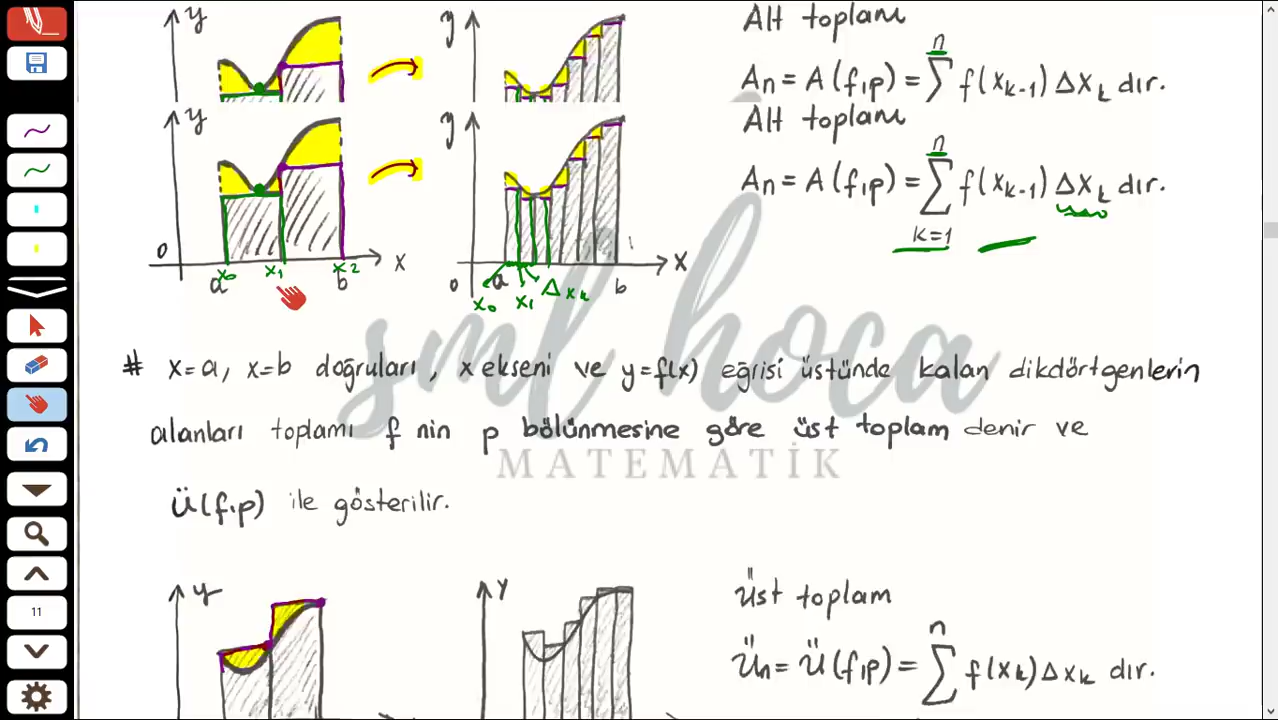 y
y
Alt toplamı
n
An = A(f,p) = ∑ f(xk-1) Δxk dır.
y
y
Alt toplamı
n
An = A(f,p) = ∑ f(xk-1) Δxk dır.
k=1
0
x0
x1
x2
x
a
b
0
a
x0
x1
Δxk
b
x
sml hoca
MATEMATİK
# x=a, x=b doğruları, x ekseni ve y=f(x) eğrisi üstünde kalan dikdörtgenlerin
alanları toplamı f nin p bölünmesine göre üst toplam denir ve
Ü(f,p) ile gösterilir.
y
y
Üst toplam
n
Ün = Ü(f,p) = ∑ f(xk) Δxk dır.
11